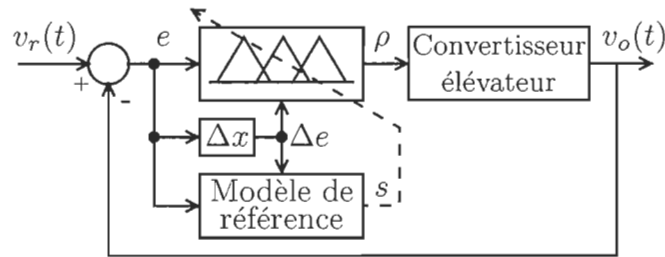 v_r(t)
e
ρ
Convertisseur
élévateur
v_o(t)
+
-
Δx
Δe
Modèle de
référence
s